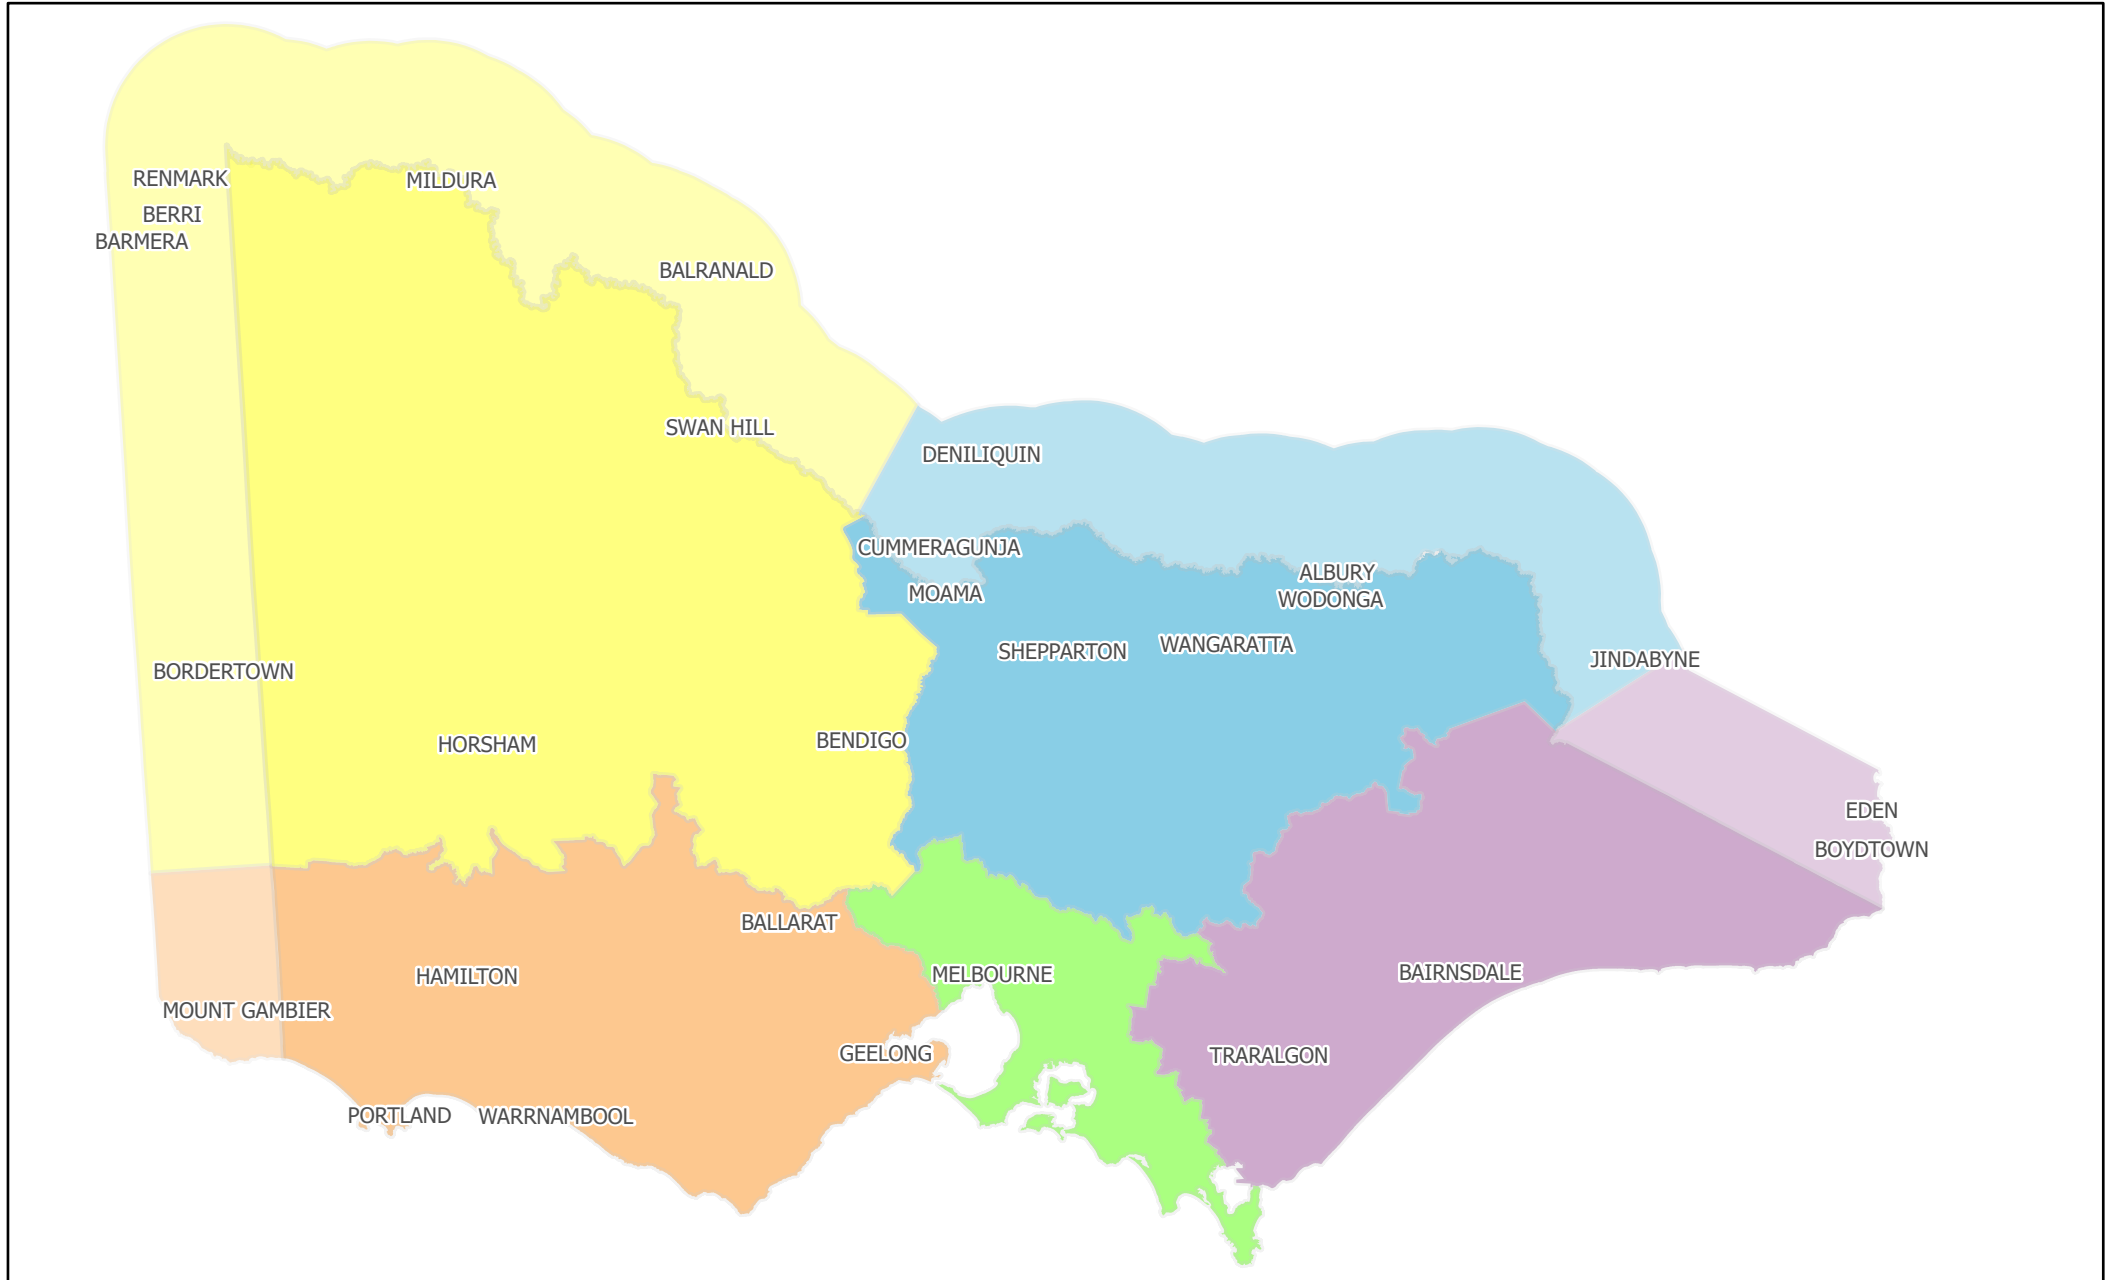 RENMARK
MILDURA
BERRI
BARMERA
BALRANALD
SWAN HILL
DENILIQUIN
CUMMERAGUNJA
ALBURY
MOAMA
WODONGA
SHEPPARTON
WANGARATTA
JINDABYNE
BORDERTOWN
HORSHAM
BENDIGO
EDEN
BOYDTOWN
BALLARAT
HAMILTON
MELBOURNE
BAIRNSDALE
MOUNT GAMBIER
GEELONG
TRARALGON
PORTLAND
WARRNAMBOOL